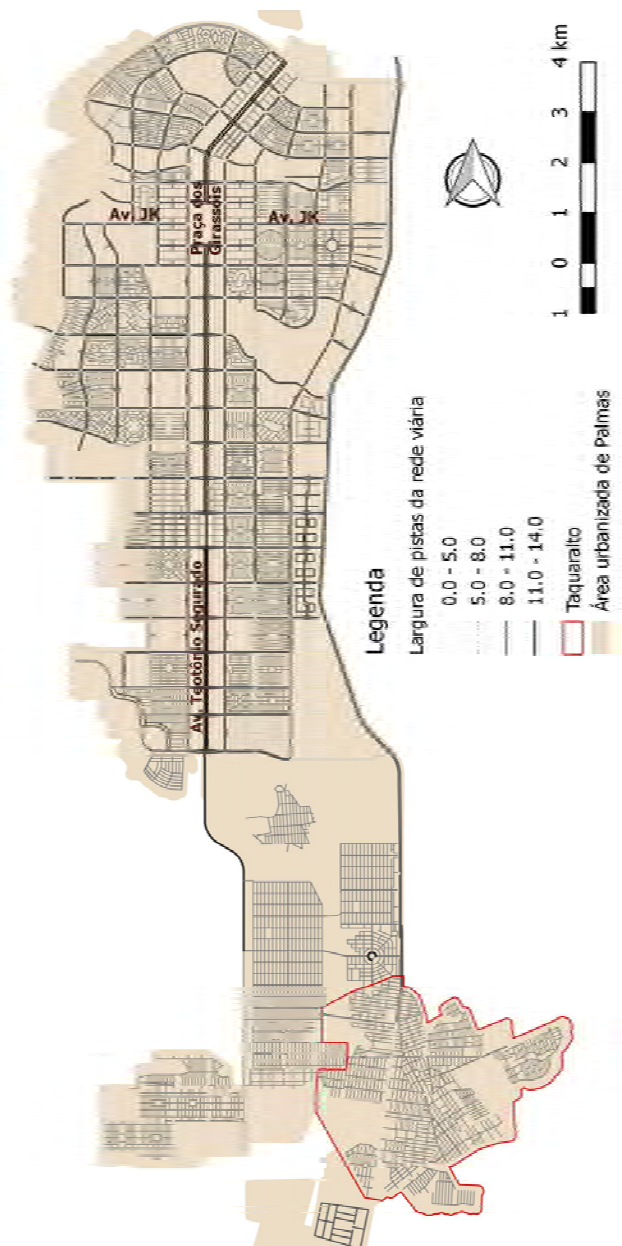 Av. JK
Praça dos
Girassóis
Av. JK
Av. Teotônio Segurado
1 0 1 2 3 4 km
Legenda
Largura de pistas da rede viária
0.0 - 5.0
5.0 - 8.0
8.0 - 11.0
11.0 - 14.0
Taquaralto
Área urbanizada de Palmas